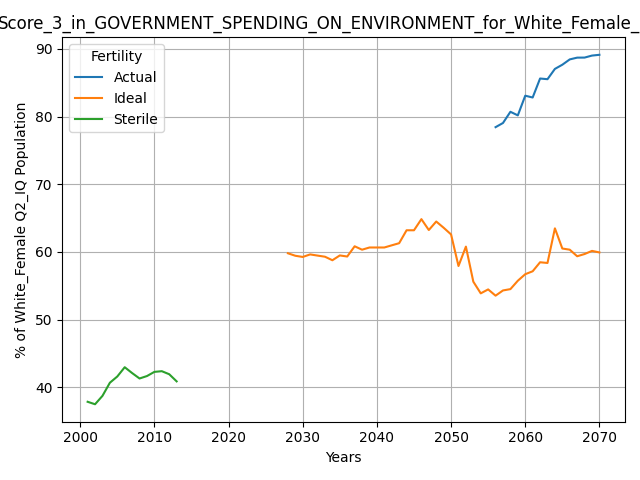 Score_3_in_GOVERNMENT_SPENDING_ON_ENVIRONMENT_for_White_Female_
Fertility
Actual
Ideal
Sterile
% of White_Female Q2_IQ Population
90
80
70
60
50
40
2000 2010 2020 2030 2040 2050 2060 2070
Years